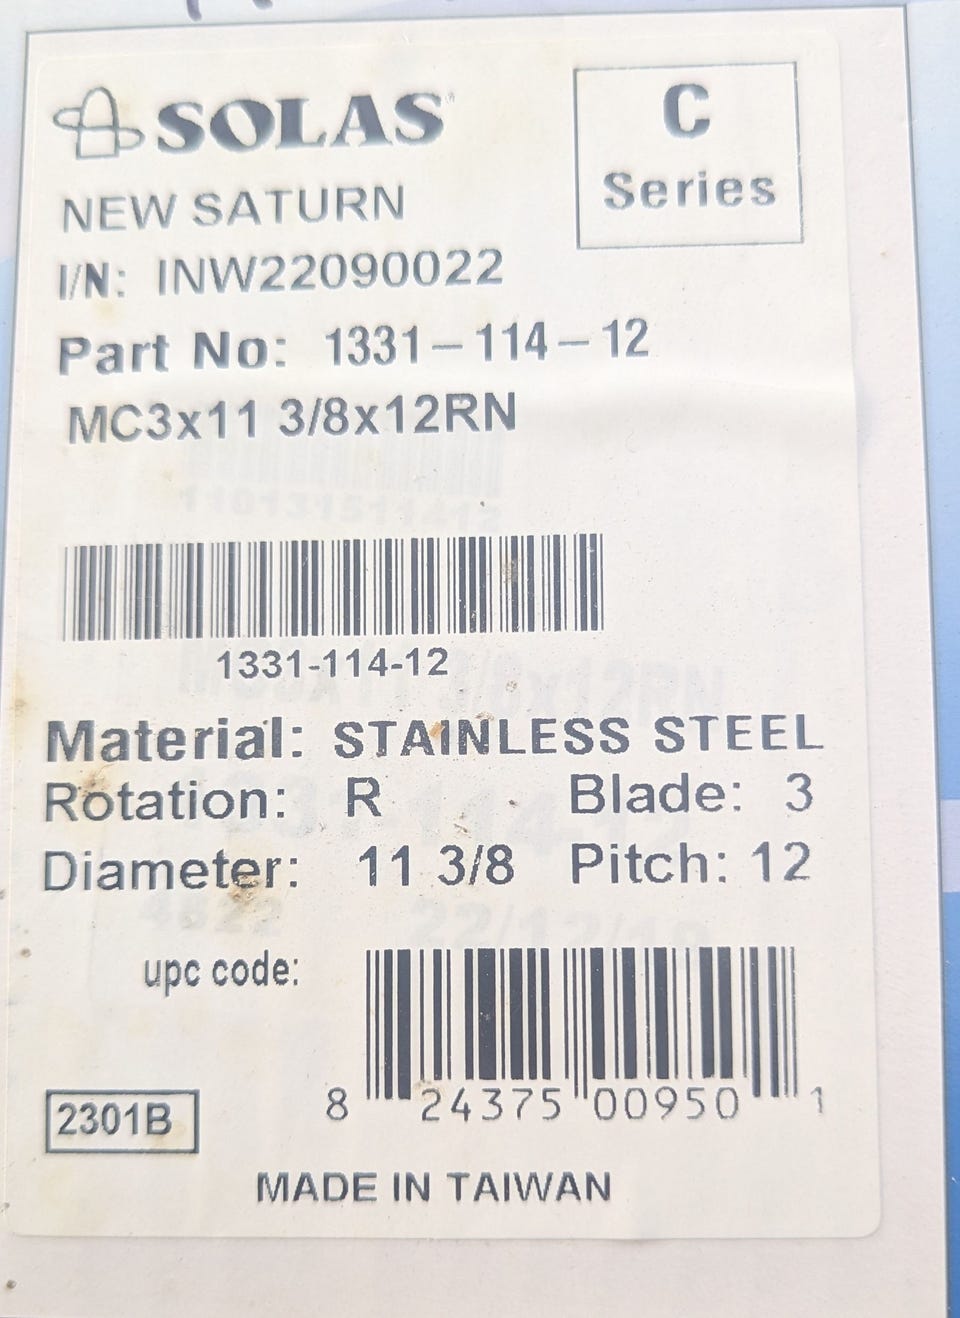 SOLAS
C
Series
NEW SATURN
I/N: INW22090022
Part No: 1331-114-12
MC3x11 3/8x12RN
1331-114-12
Material: STAINLESS STEEL
Rotation: R Blade: 3
Diameter: 11 3/8 Pitch: 12
upc code:
8 24375 00950 1
2301B
MADE IN TAIWAN